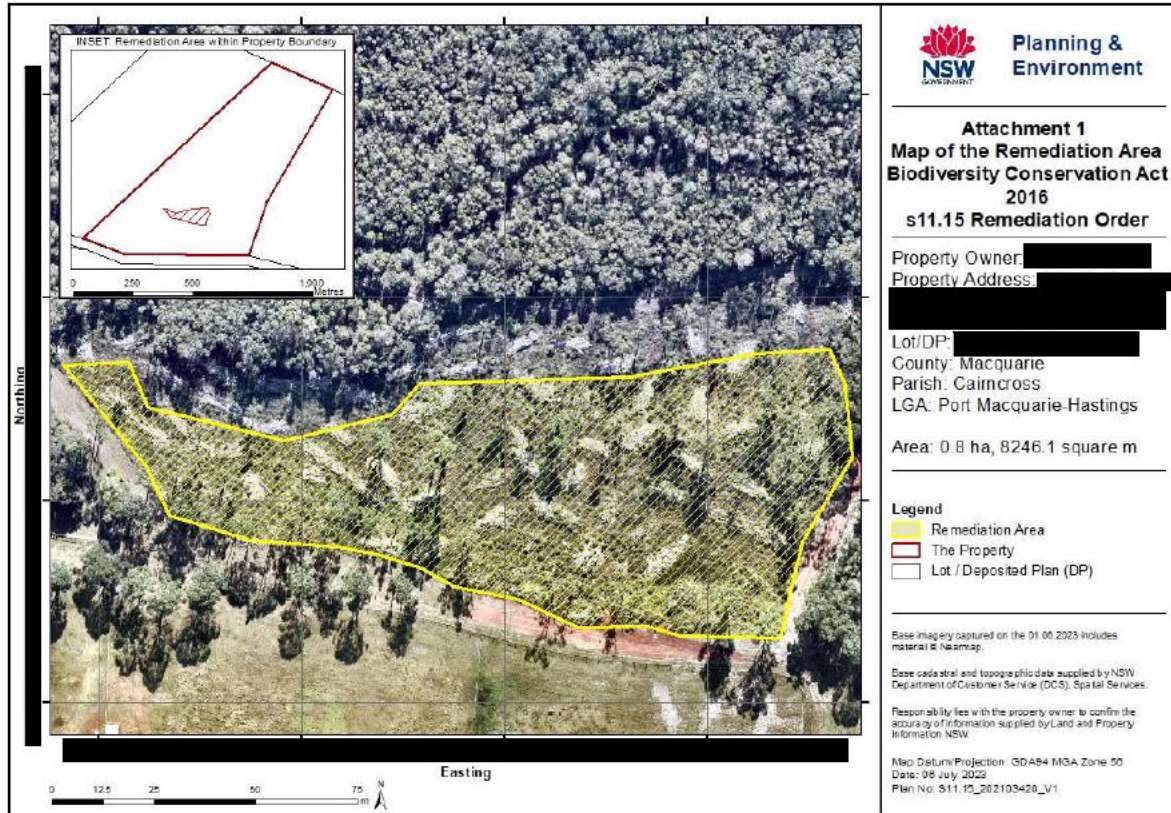 INSET: Remediation Area within Property Boundary
0 250 500 1,000
Metres
Northing
Easting
0 12.5 25 50 75
m
N
NSW
GOVERNMENT
Planning &
Environment
Attachment 1
Map of the Remediation Area
Biodiversity Conservation Act
2016
s11.15 Remediation Order
Property Owner:
Property Address:
Lot/DP:
County: Macquarie
Parish: Cairncross
LGA: Port Macquarie-Hastings
Area: 0.8 ha, 8246.1 square m
Legend
Remediation Area
The Property
Lot / Deposited Plan (DP)
Base imagery captured on the 01.06.2023 includes
material © Nearmap.
Base cadastral and topographic data supplied by NSW
Department of Customer Service (DCS), Spatial Services.
Responsiblity lies with the property owner to confirm the
accuracy of information supplied by Land and Property
Information NSW.
Map Datum/Projection: GDA94 MGA Zone 56
Date: 06 July 2023
Plan No: S11.15_202103420_V1